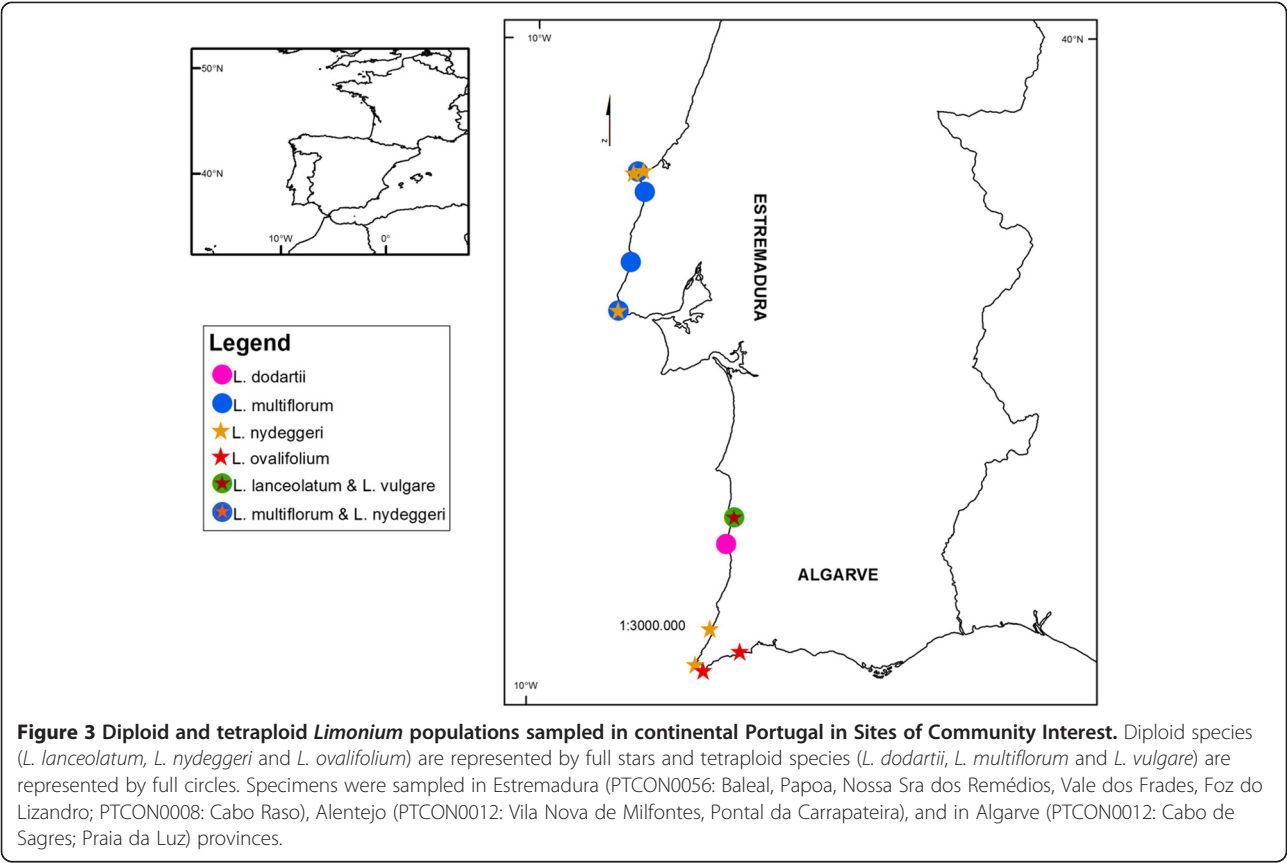 50°N
40°N
10°W
0°
10°W
40°N
z
ESTREMADURA
ALGARVE
1:3000.000
10°W
Legend
L. dodartii
L. multiflorum
L. nydeggeri
L. ovalifolium
L. lanceolatum & L. vulgare
L. multiflorum & L. nydeggeri
Figure 3 Diploid and tetraploid Limonium populations sampled in continental Portugal in Sites of Community Interest. Diploid species
(L. lanceolatum, L. nydeggeri and L. ovalifolium) are represented by full stars and tetraploid species (L. dodartii, L. multiflorum and L. vulgare) are
represented by full circles. Specimens were sampled in Estremadura (PTCON0056: Baleal, Papoa, Nossa Sra dos Remédios, Vale dos Frades, Foz do
Lizandro; PTCON0008: Cabo Raso), Alentejo (PTCON0012: Vila Nova de Milfontes, Pontal da Carrapateira), and in Algarve (PTCON0012: Cabo de
Sagres; Praia da Luz) provinces.